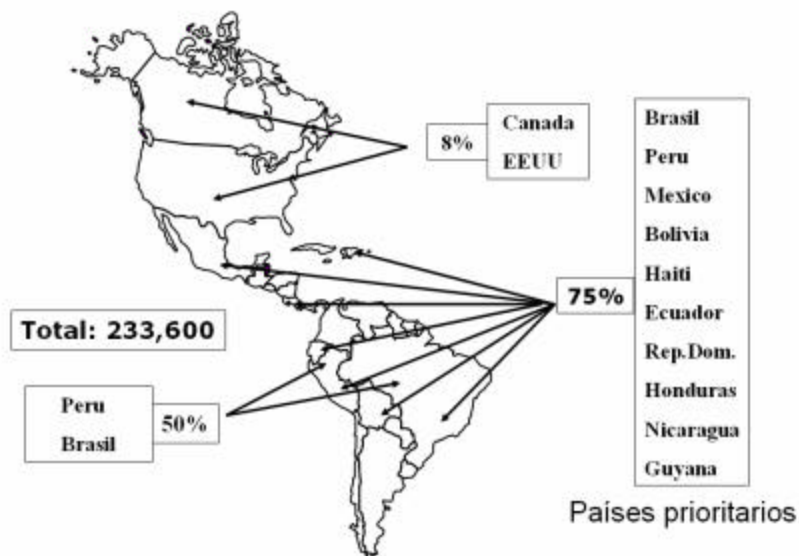 8%
Canada
EEUU
Brasil
Peru
Mexico
Bolivia
Haiti
Ecuador
Rep.Dom.
Honduras
Nicaragua
Guyana
75%
Total: 233,600
Peru
Brasil
50%
Países prioritarios